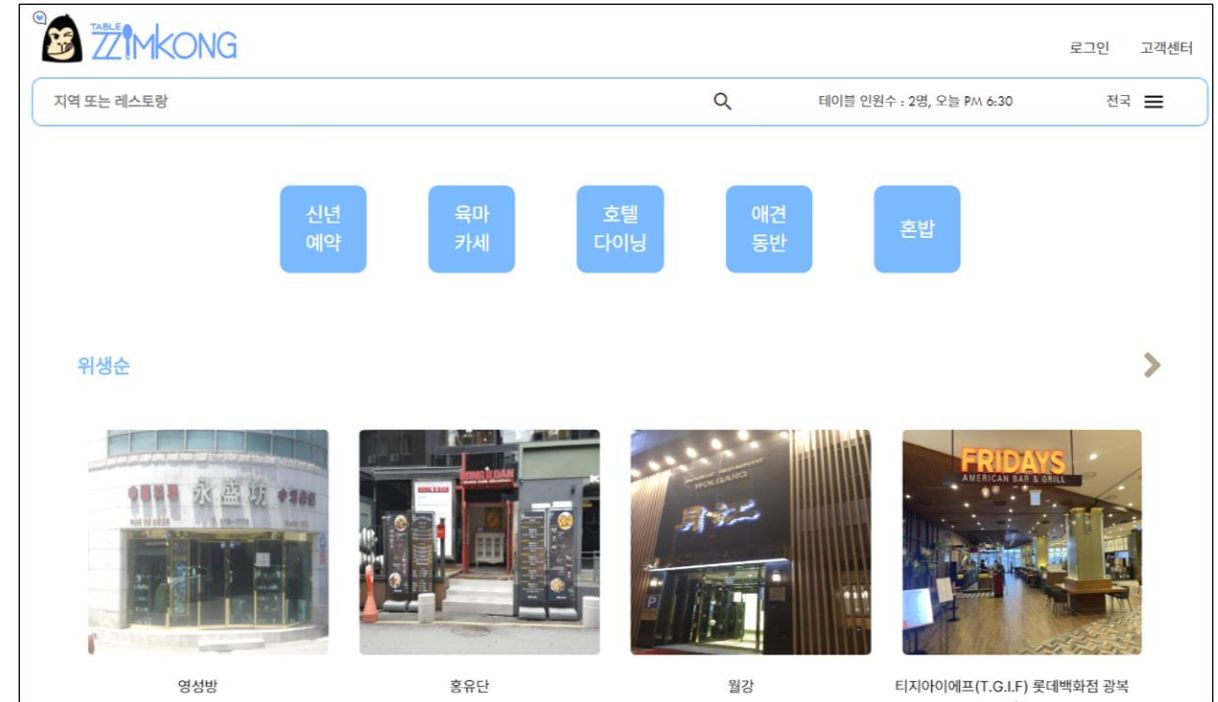 TABLE
ZZIMKONG
로그인 고객센터
지역 또는 레스토랑 테이블 인원수 : 2명, 오늘 PM 6:30 전국
신년
예약
육마
카세
호텔
다이닝
애견
동반
혼밥
위생순
永盛坊
HONG U DAN
WOLGANG
FRIDAYS
AMERICAN BAR & GRILL
P
영성방 홍유단 월강 티지아이에프(T.G.I.F) 롯데백화점 광복